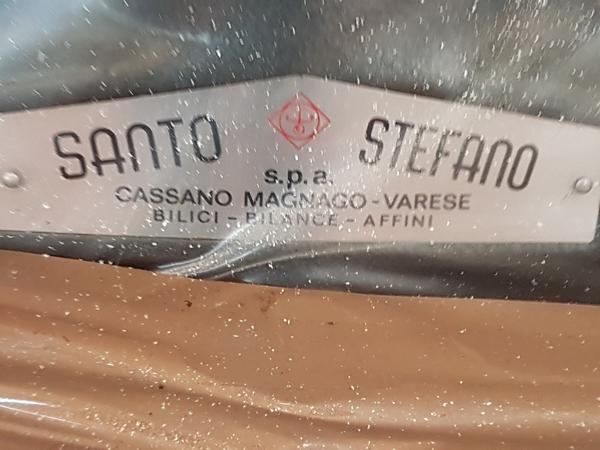 SANTO STEFANO
s.p.a.
CASSANO MAGNAGO-VARESE
BILICI - BILANCE - AFFINI